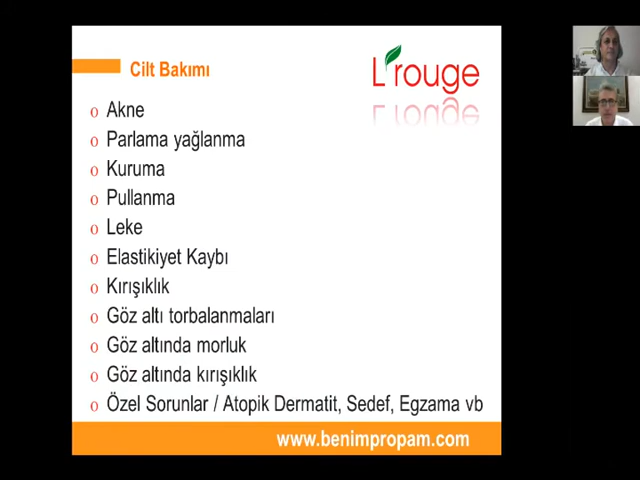 Cilt Bakımı
L'rouge
o Akne
o Parlama yağlanma
o Kuruma
o Pullanma
o Leke
o Elastikiyet Kaybı
o Kırışıklık
o Göz altı torbalanmaları
o Göz altında morluk
o Göz altında kırışıklık
o Özel Sorunlar / Atopik Dermatit, Sedef, Egzama vb
www.benimpropam.com